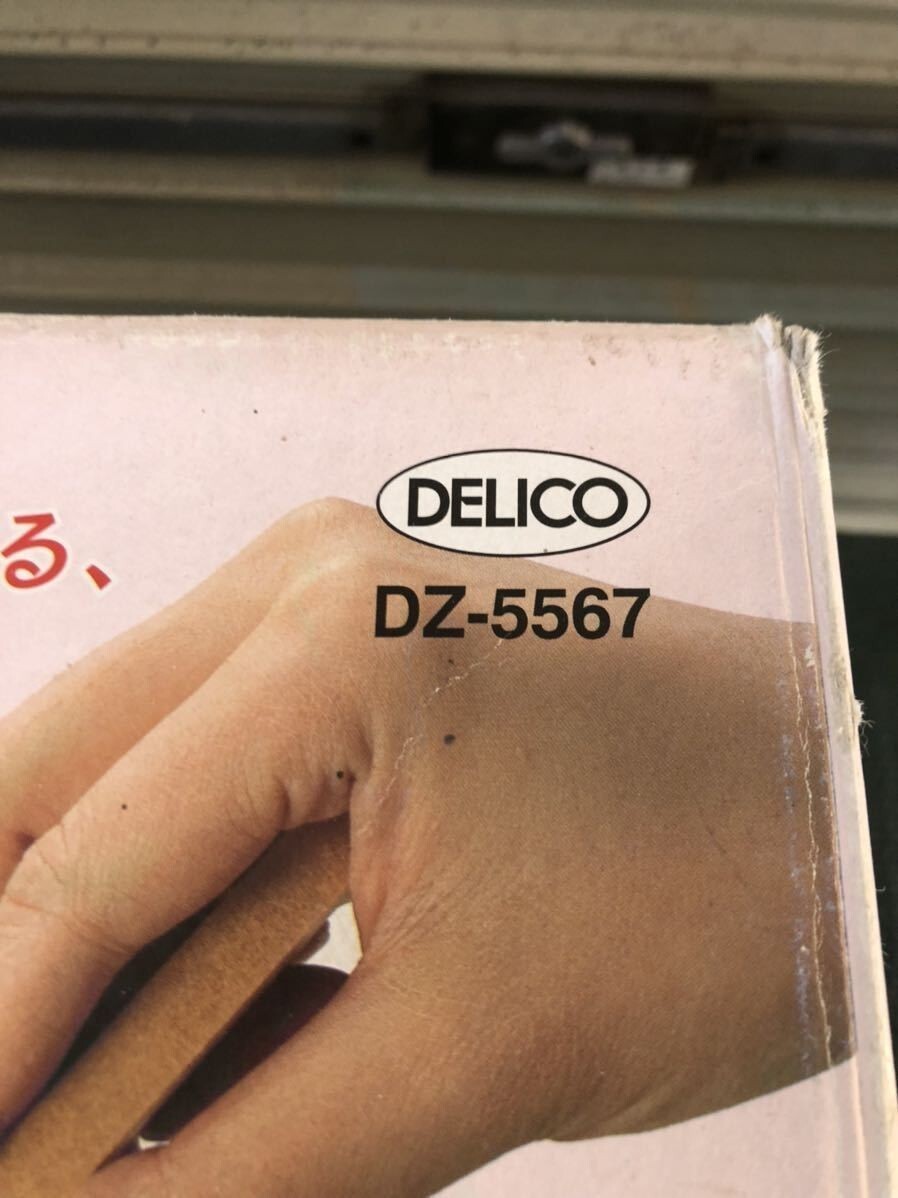 DELICO
DZ-5567
る、